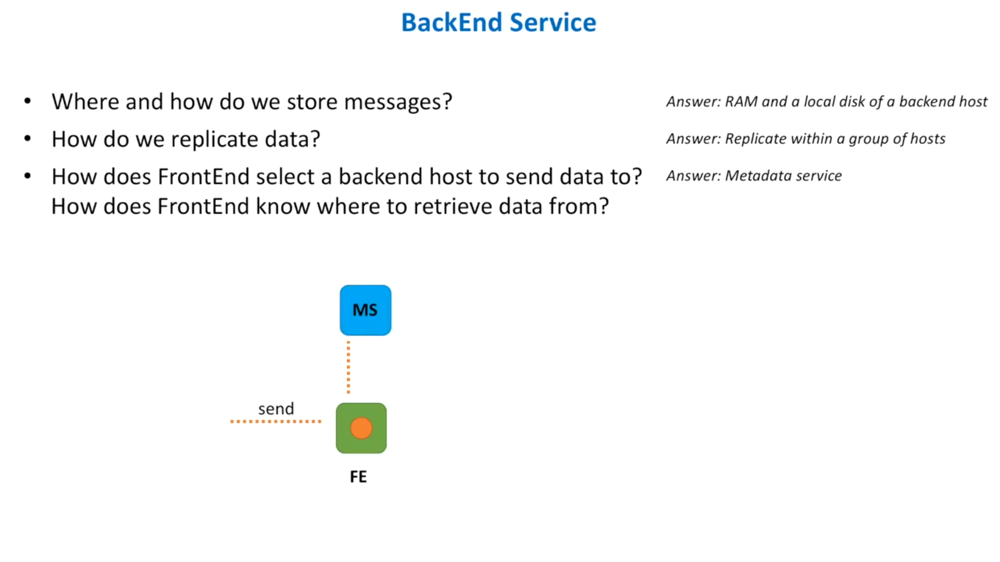 BackEnd Service
• Where and how do we store messages?
Answer: RAM and a local disk of a backend host
• How do we replicate data?
Answer: Replicate within a group of hosts
• How does FrontEnd select a backend host to send data to?
Answer: Metadata service
How does FrontEnd know where to retrieve data from?
MS
send
FE